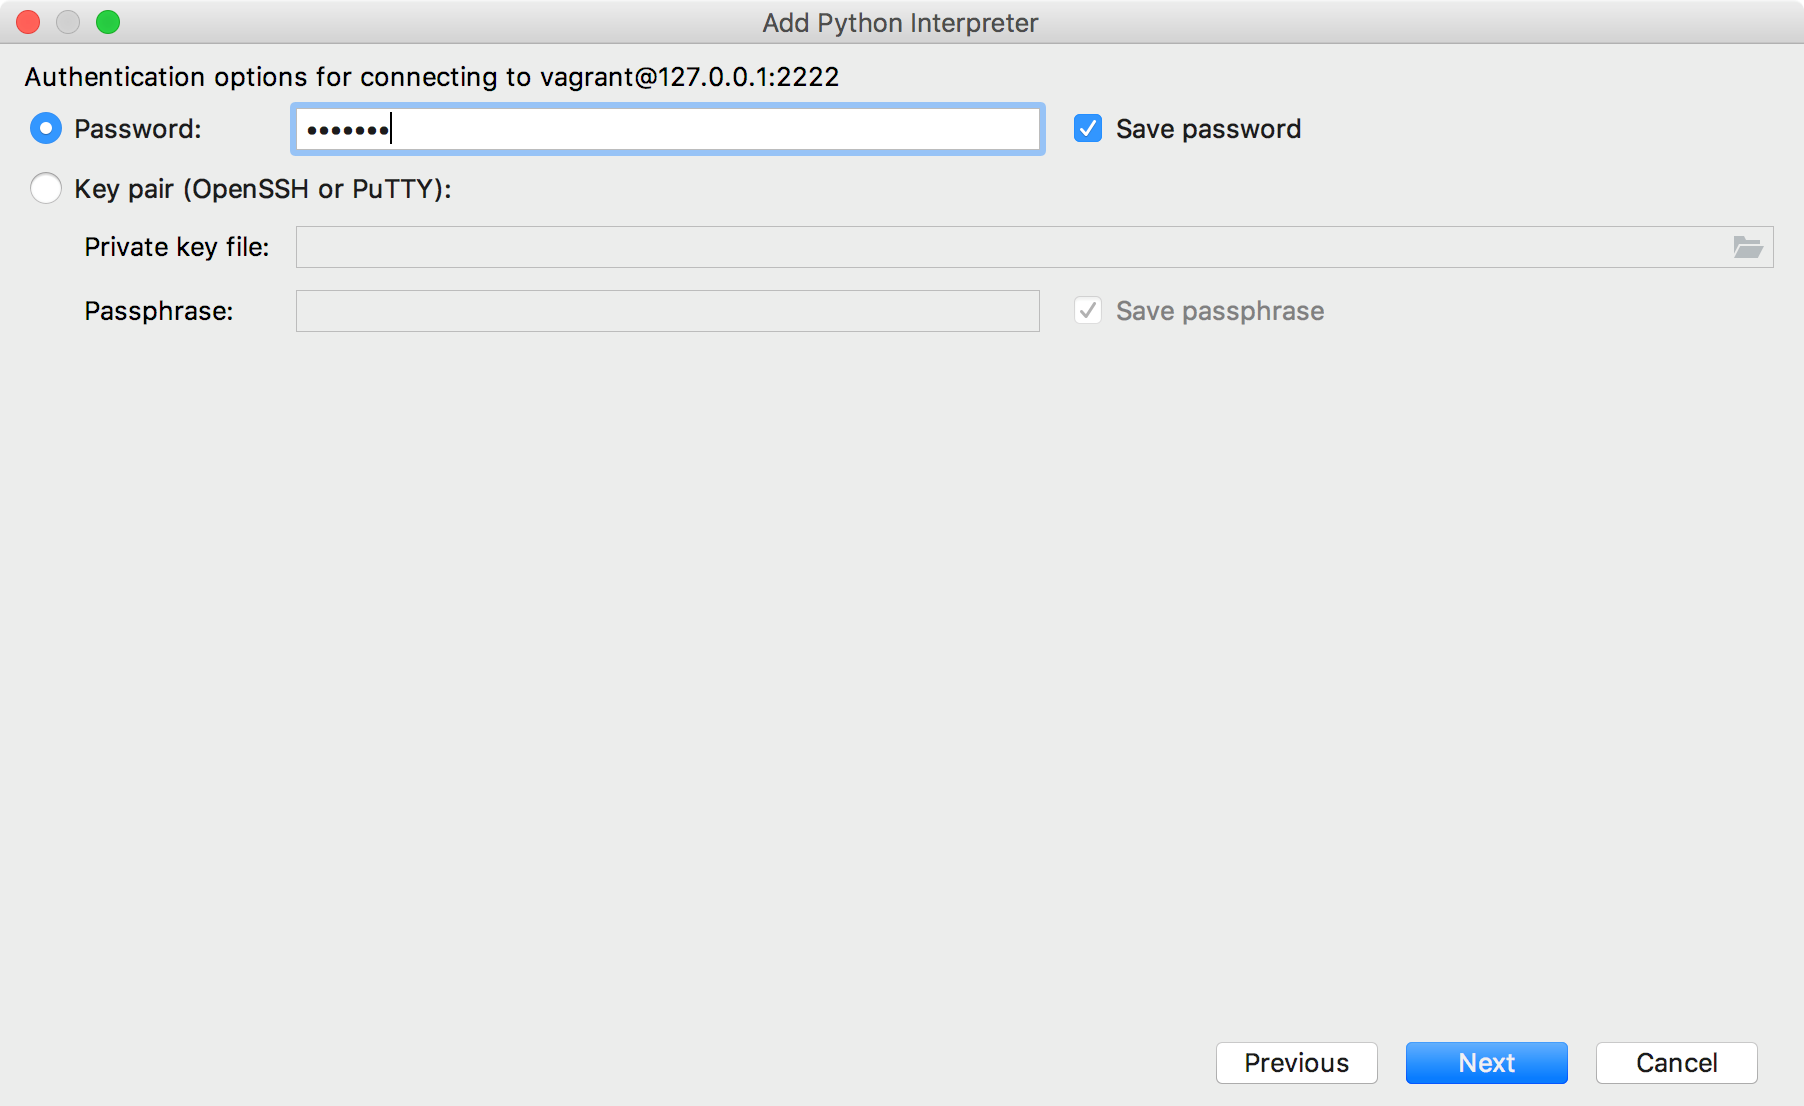 Add Python Interpreter
Authentication options for connecting to vagrant@127.0.0.1:2222
Password: ••••••• Save password
Key pair (OpenSSH or PuTTY):
Private key file:
Passphrase: Save passphrase
Previous Next Cancel